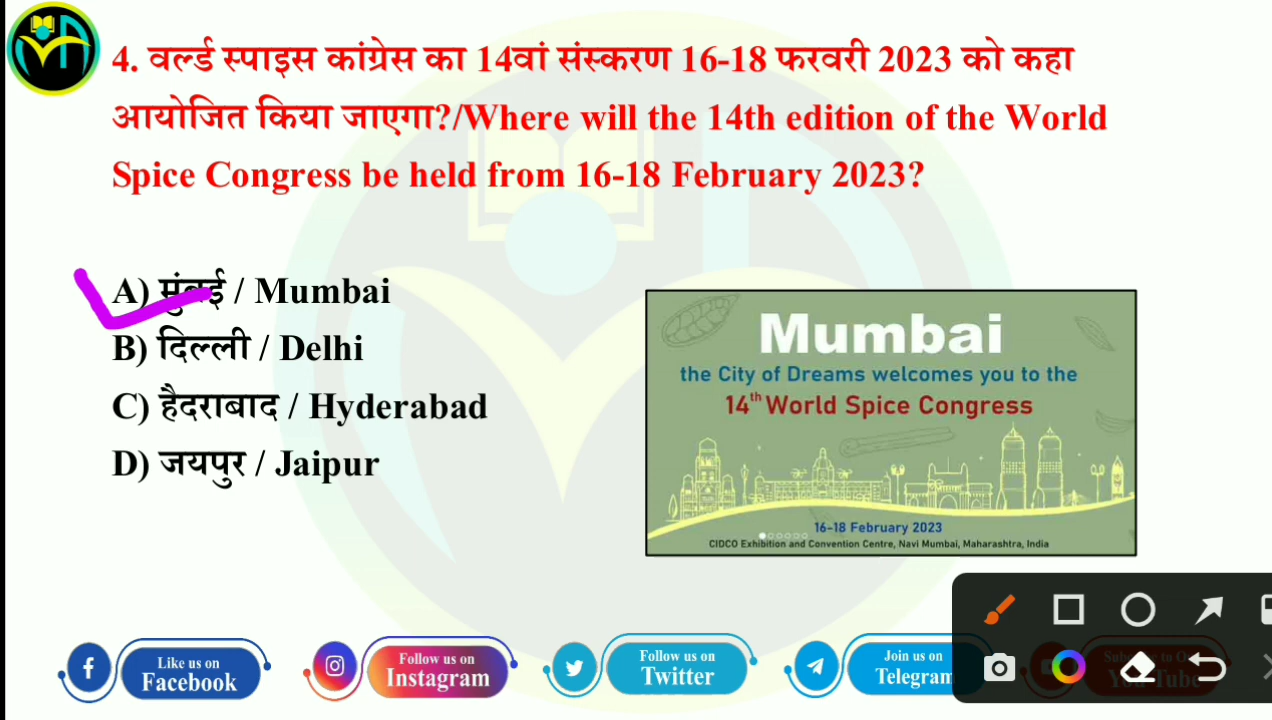 4. वर्ल्ड स्पाइस कांग्रेस का 14वां संस्करण 16-18 फरवरी 2023 को कहा
आयोजित किया जाएगा?/Where will the 14th edition of the World
Spice Congress be held from 16-18 February 2023?
A) मुंबई / Mumbai
B) दिल्ली / Delhi
C) हैदराबाद / Hyderabad
D) जयपुर / Jaipur
Mumbai
the City of Dreams welcomes you to the
14th World Spice Congress
16-18 February 2023
CIDCO Exhibition and Convention Centre, Navi Mumbai, Maharashtra, India
Like us on
Facebook
Follow us on
Instagram
Follow us on
Twitter
Join us on
Telegram